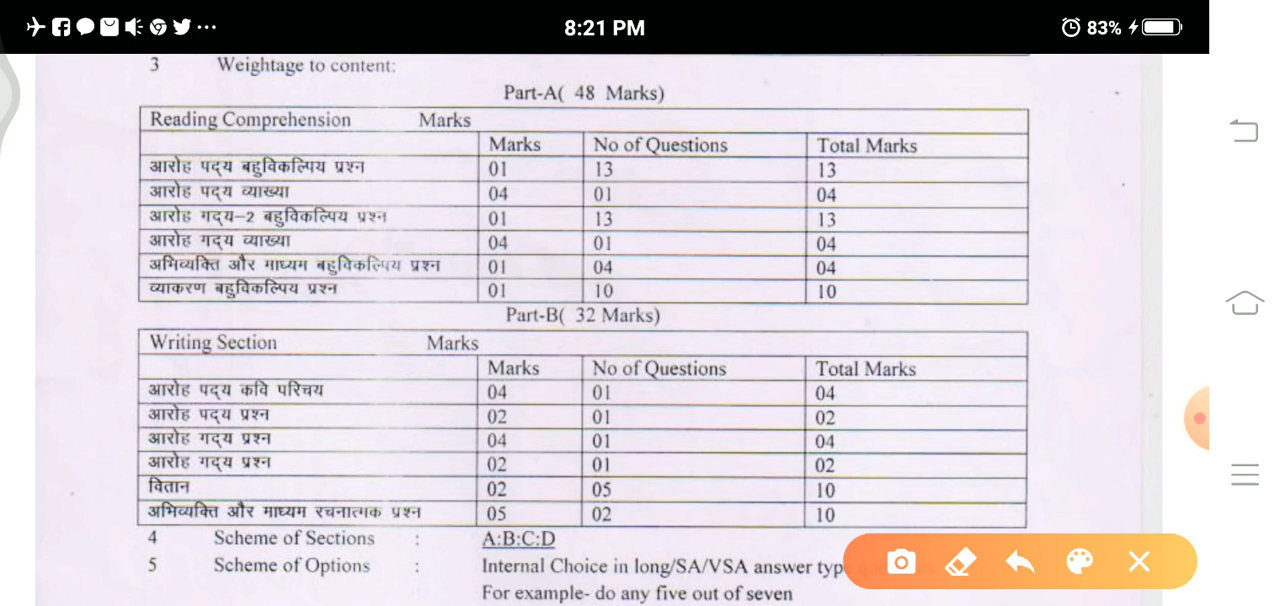 8:21 PM
83%
3 Weightage to content:
Part-A( 48 Marks)
Reading Comprehension Marks
Marks No of Questions Total Marks
आरोह पद्य बहुविकल्पिय प्रश्न 01 13 13
आरोह पद्य व्याख्या 04 01 04
आरोह गद्य-2 बहुविकल्पिय प्रश्न 01 13 13
आरोह गद्य व्याख्या 04 01 04
अभिव्यक्ति और माध्यम बहुविकल्पिय प्रश्न 01 04 04
व्याकरण बहुविकल्पिय प्रश्न 01 10 10
Part-B( 32 Marks)
Writing Section Marks
Marks No of Questions Total Marks
आरोह पद्य कवि परिचय 04 01 04
आरोह पद्य प्रश्न 02 01 02
आरोह गद्य प्रश्न 04 01 04
आरोह गद्य प्रश्न 02 01 02
वितान 02 05 10
अभिव्यक्ति और माध्यम रचनात्मक प्रश्न 05 02 10
4 Scheme of Sections : A:B:C:D
5 Scheme of Options : Internal Choice in long/SA/VSA answer
For example- do any five out of seven